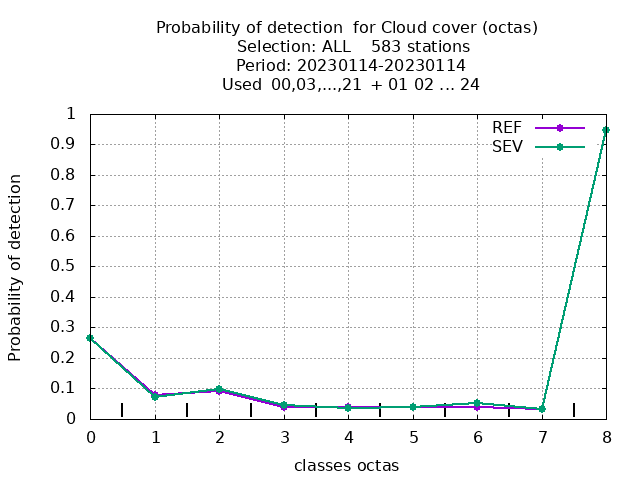 Probability of detection  for Cloud cover (octas)
Selection: ALL    583 stations
Period: 20230114-20230114
Used  00,03,...,21  + 01 02 ... 24
REF
SEV
1
0.9
0.8
0.7
0.6
0.5
0.4
0.3
0.2
0.1
0
Probability of detection
0 1 2 3 4 5 6 7 8
classes octas